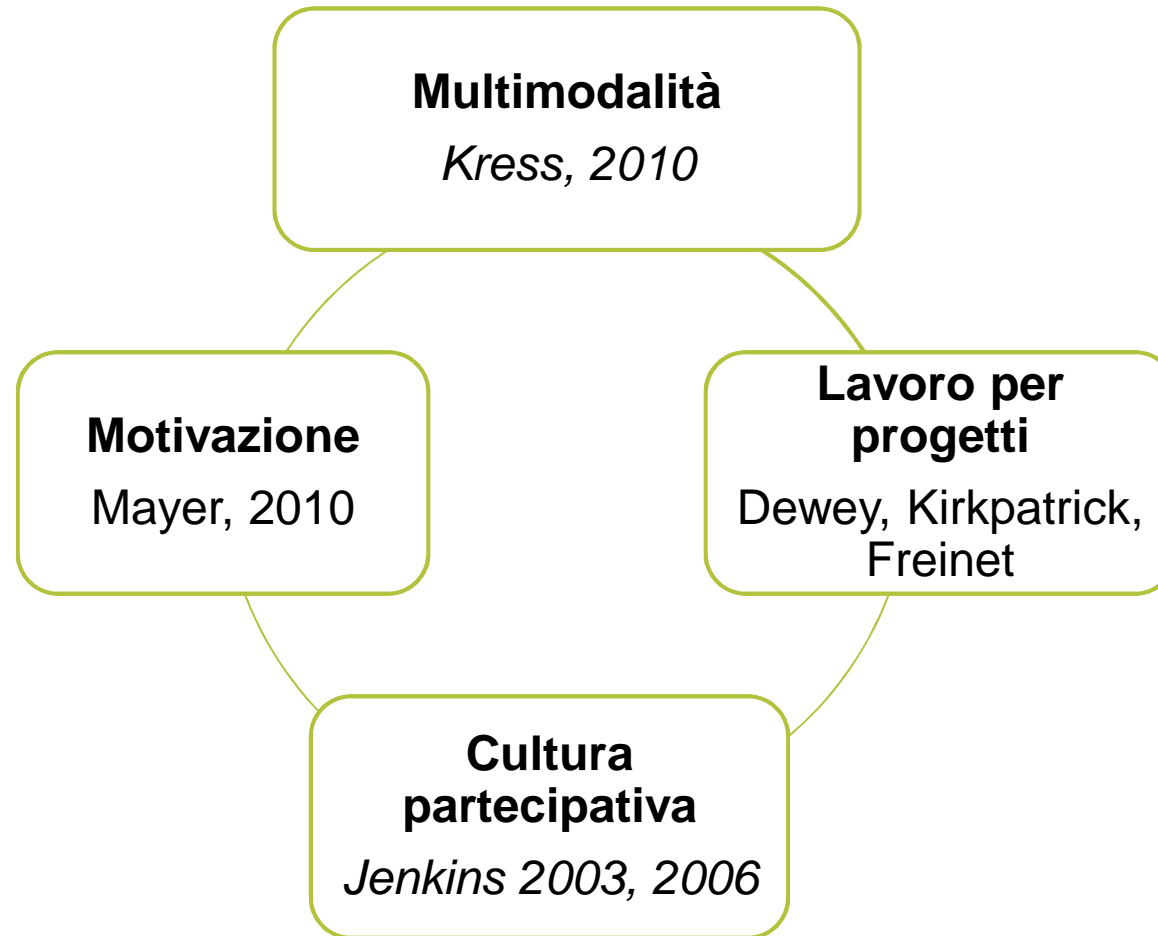 Multimodalità
Kress, 2010
Motivazione
Mayer, 2010
Lavoro per
progetti
Dewey, Kirkpatrick,
Freinet
Cultura
partecipativa
Jenkins 2003, 2006